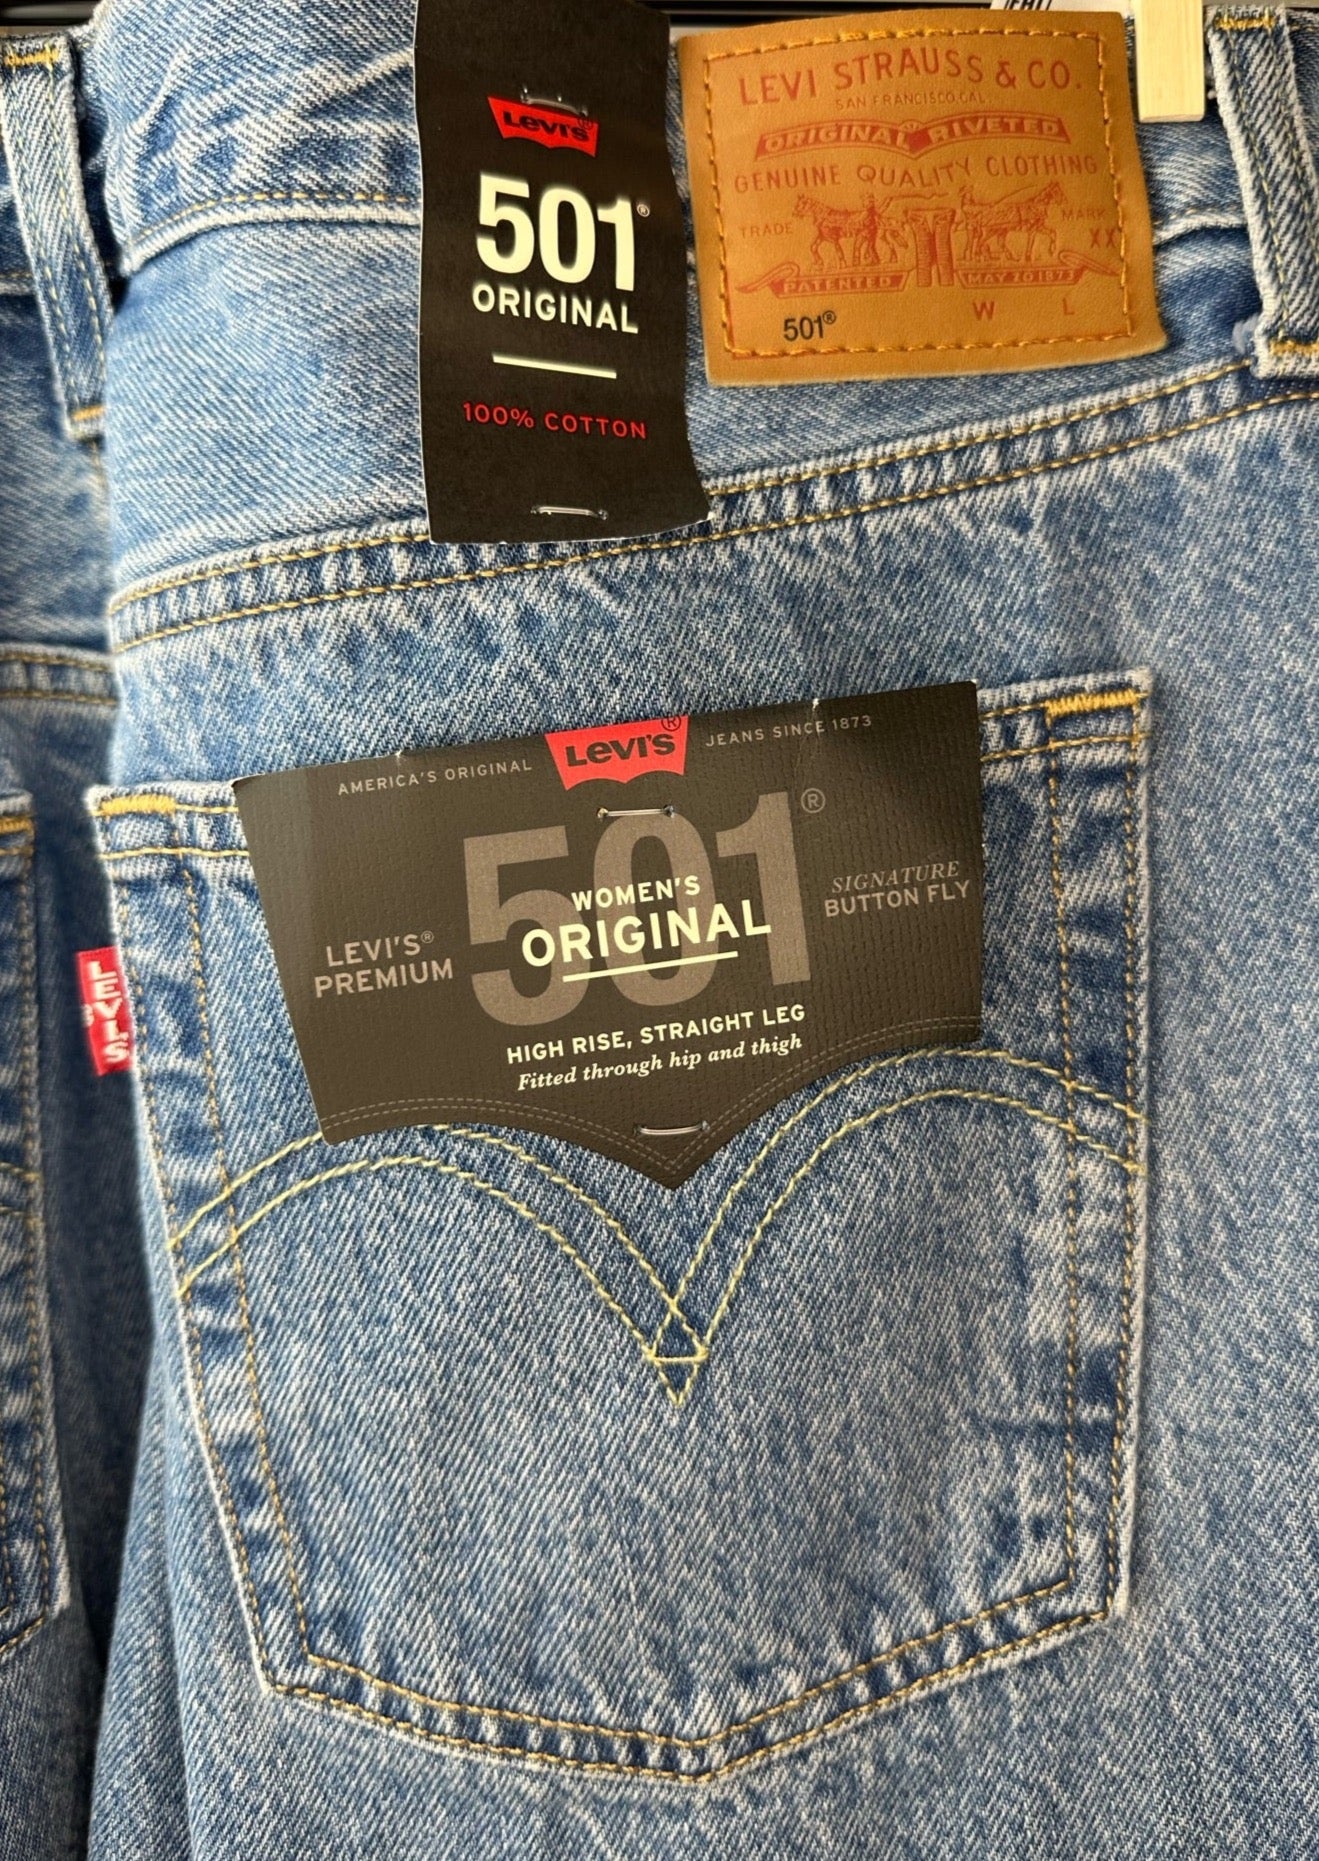 Levi's®
501®
ORIGINAL
100% COTTON
LEVI STRAUSS & CO.
SAN FRANCISCO CAL.
ORIGINAL RIVETED
GENUINE QUALITY CLOTHING
TRADE MARK
XX
PATENTED MAY 20 1873
W L
501®
AMERICA'S ORIGINAL Levi's® JEANS SINCE 1873
501®
WOMEN'S
ORIGINAL
LEVI'S®
PREMIUM
SIGNATURE
BUTTON FLY
HIGH RISE, STRAIGHT LEG
Fitted through hip and thigh
LEVI'S
®